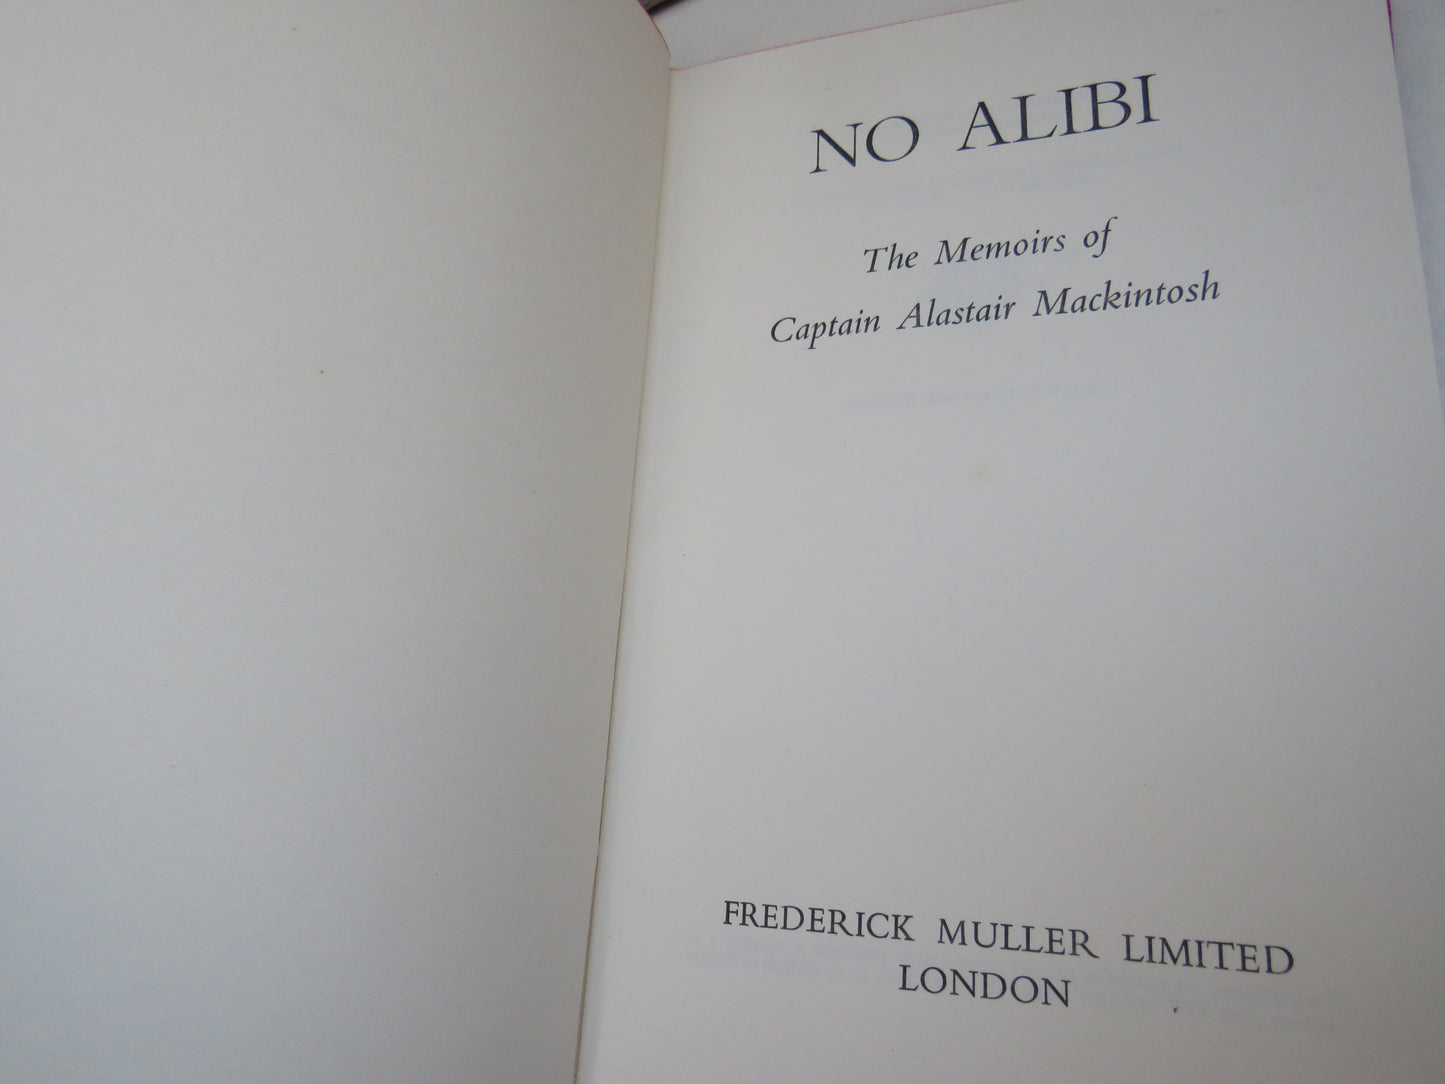 NO ALIBI
The Memoirs of
Captain Alastair Mackintosh
FREDERICK MULLER LIMITED
LONDON